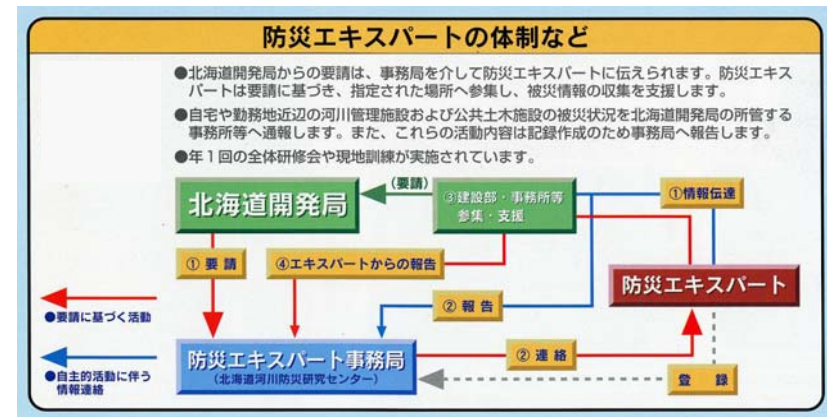 防災エキスパートの体制など
●北海道開発局からの要請は、事務局を介して防災エキスパートに伝えられます。防災エキス
パートは要請に基づき、指定された場所へ参集し、被災情報の収集を支援します。
●自宅や勤務地近辺の河川管理施設および公共土木施設の被災状況を北海道開発局の所管する
事務所等へ通報します。また、これらの活動内容は記録作成のため事務局へ報告します。
●年1回の全体研修会や現地訓練が実施されています。
北海道開発局
(要請)
③建設部・事務所等
参集・支援
①情報伝達
①要請
④エキスパートからの報告
防災エキスパート
●要請に基づく活動
②報告
防災エキスパート事務局
(北海道河川防災研究センター)
②連絡
●自主的活動に伴う
情報連絡
登録